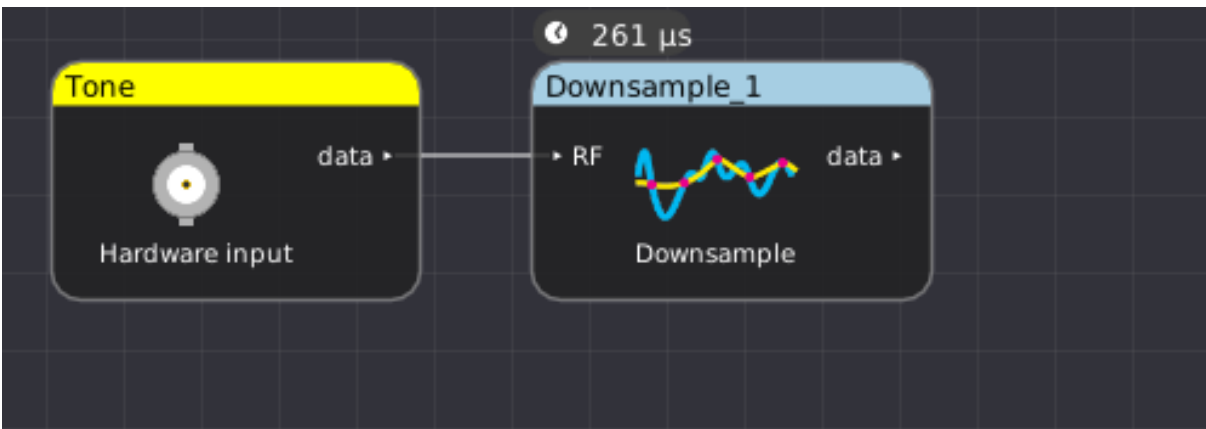 261 µs
Tone
Downsample_1
data
RF
data
Hardware input
Downsample